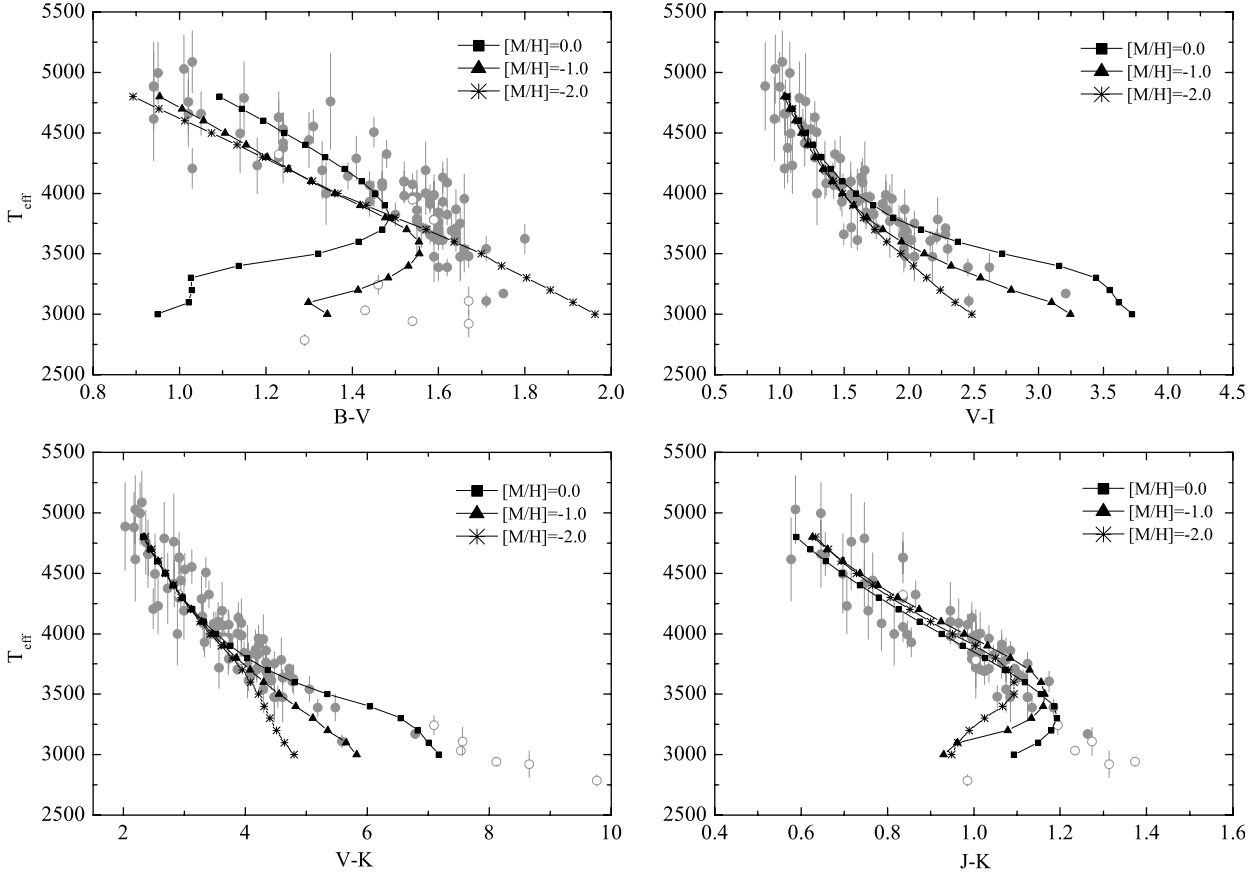 5500
5000
4500
4000
3500
3000
2500
T_eff
[M/H]=0.0
[M/H]=-1.0
[M/H]=-2.0
0.8 1.0 1.2 1.4 1.6 1.8 2.0
B-V
5500
5000
4500
4000
3500
3000
2500
[M/H]=0.0
[M/H]=-1.0
[M/H]=-2.0
0.5 1.0 1.5 2.0 2.5 3.0 3.5 4.0 4.5
V-I
5500
5000
4500
4000
3500
3000
2500
T_eff
[M/H]=0.0
[M/H]=-1.0
[M/H]=-2.0
2 4 6 8 10
V-K
5500
5000
4500
4000
3500
3000
2500
[M/H]=0.0
[M/H]=-1.0
[M/H]=-2.0
0.4 0.6 0.8 1.0 1.2 1.4 1.6
J-K